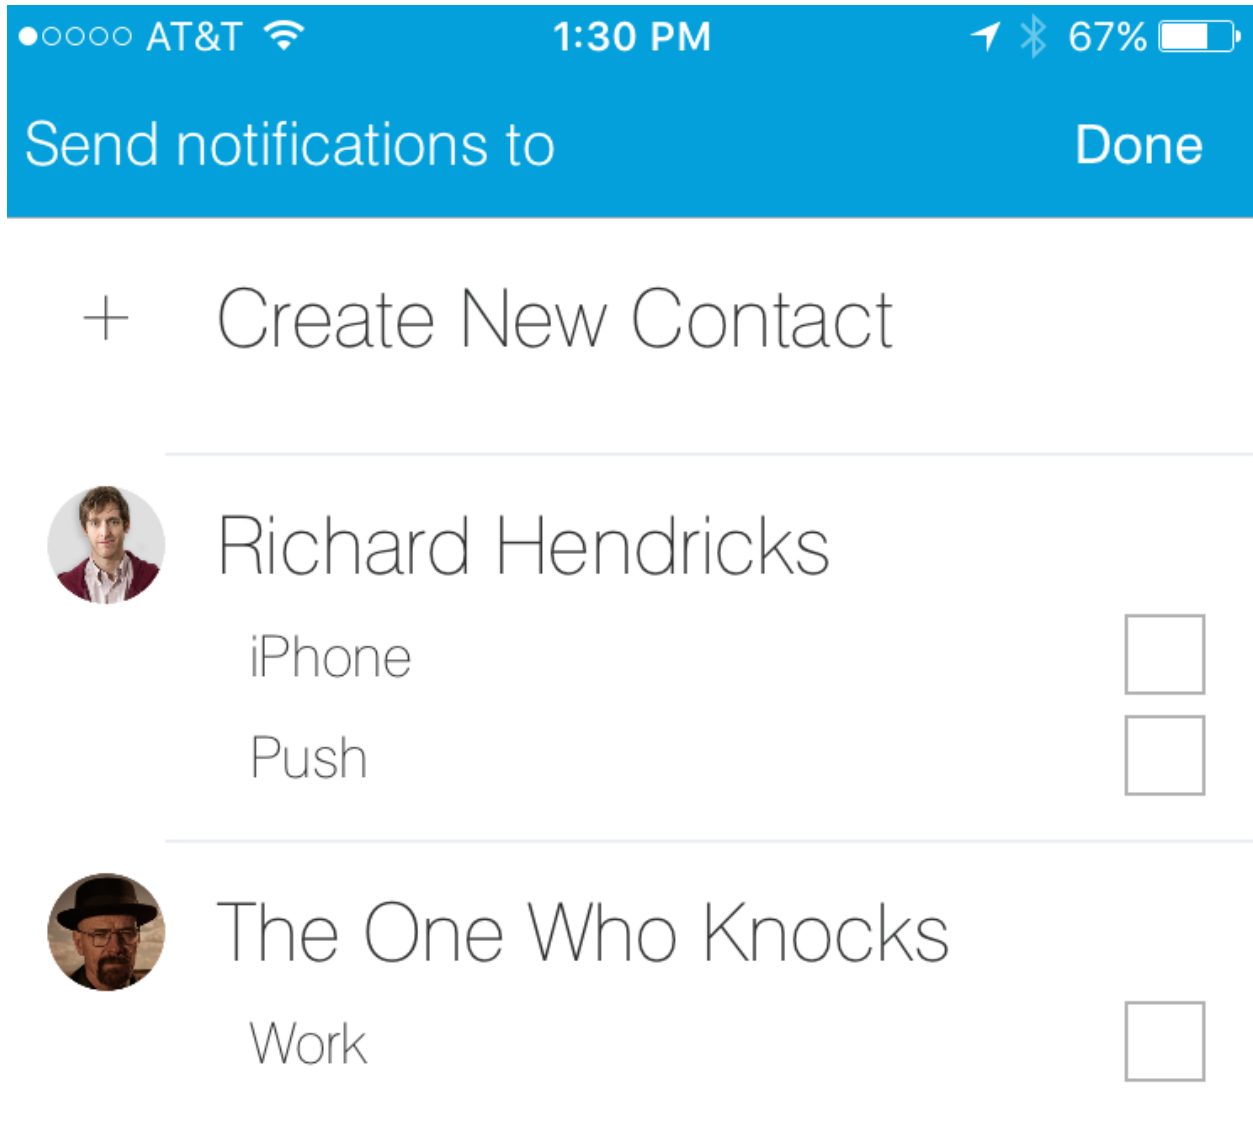 AT&T 1:30 PM 67%
Send notifications to Done
+ Create New Contact
Richard Hendricks
iPhone
Push
The One Who Knocks
Work